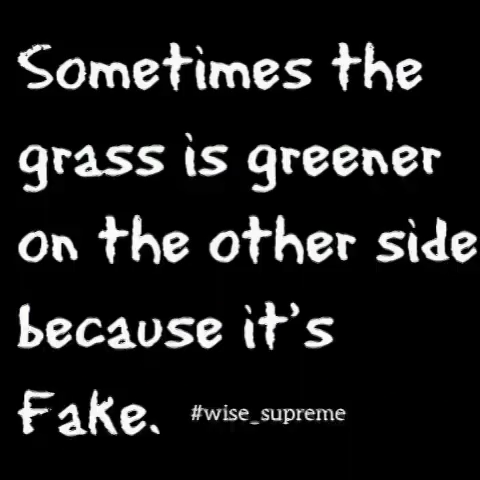 Sometimes the
grass is greener
on the other side
because it's
Fake. #wise_supreme